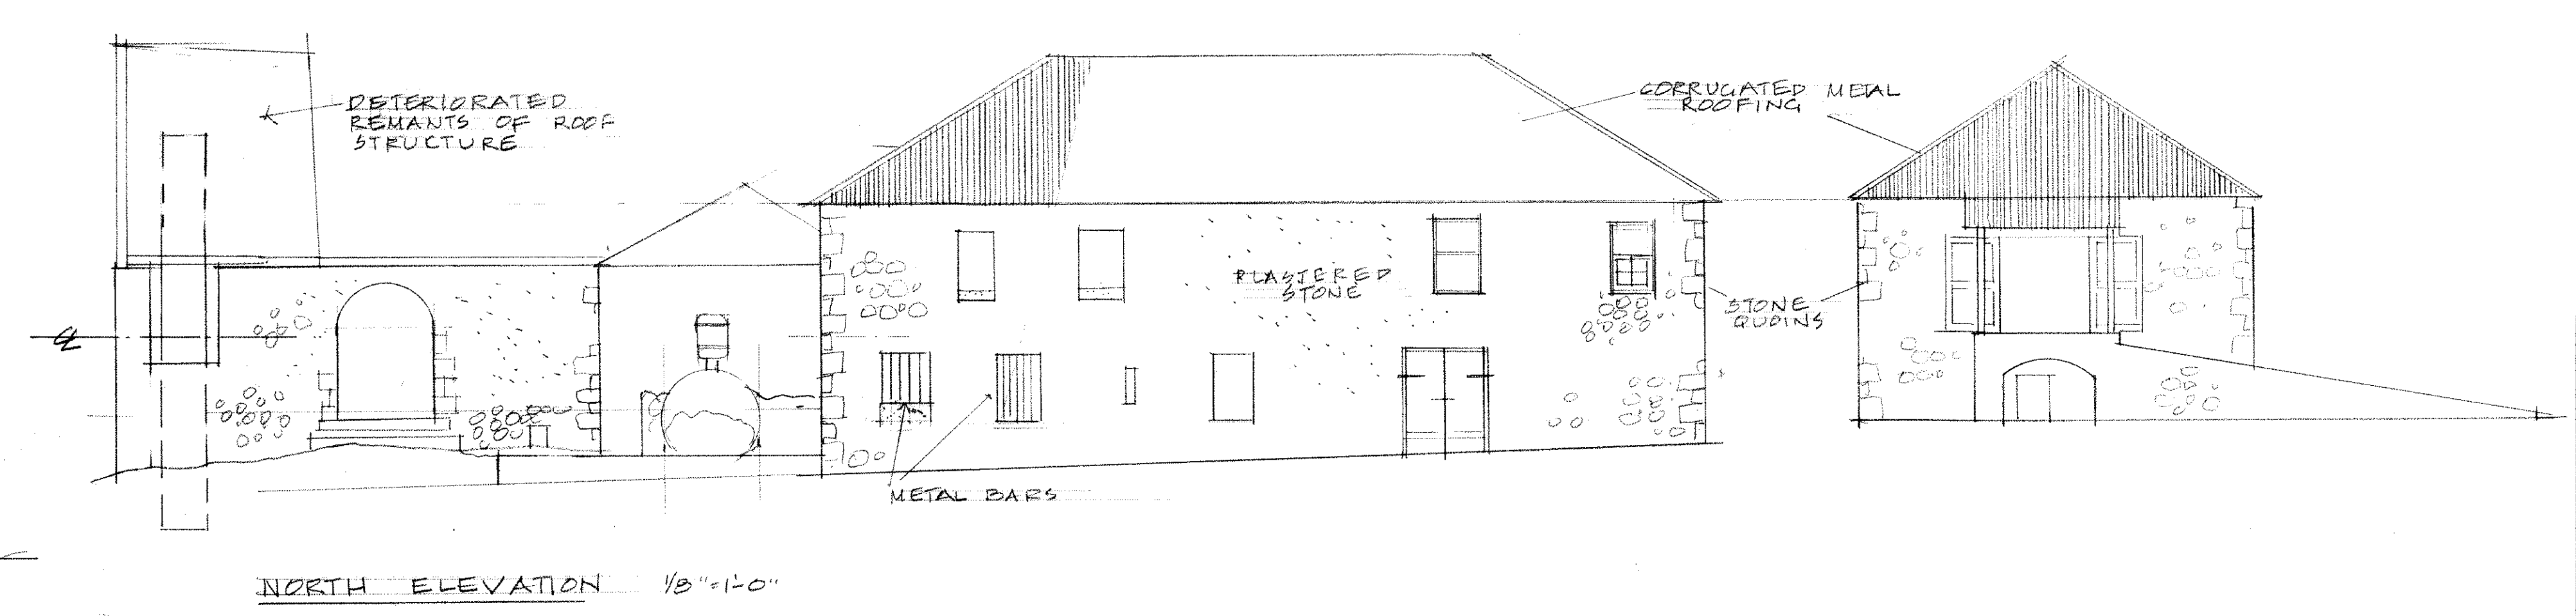 DETERIORATED
REMANTS OF ROOF
STRUCTURE
CORRUGATED METAL
ROOFING
PLASTERED
STONE
STONE
QUOINS
METAL BARS
NORTH ELEVATION 1/8"=1'-0"